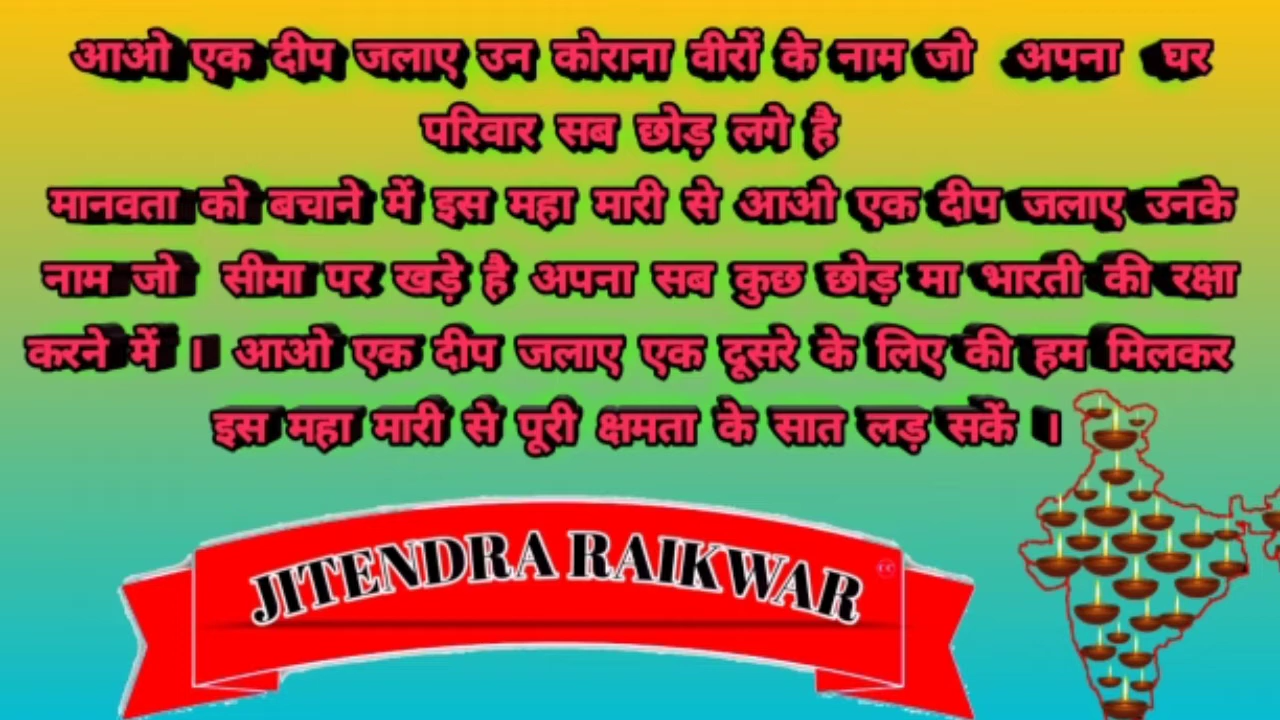 आओ एक दीप जलाए उन कोराना वीरों के नाम जो अपना घर
परिवार सब छोड़ लगे है
मानवता को बचाने में इस महा मारी से आओ एक दीप जलाए उनके
नाम जो सीमा पर खड़े है अपना सब कुछ छोड़ मा भारती की रक्षा
करने में । आओ एक दीप जलाए एक दूसरे के लिए की हम मिलकर
इस महा मारी से पूरी क्षमता के सात लड़ सकें ।
JITENDRA RAIKWAR